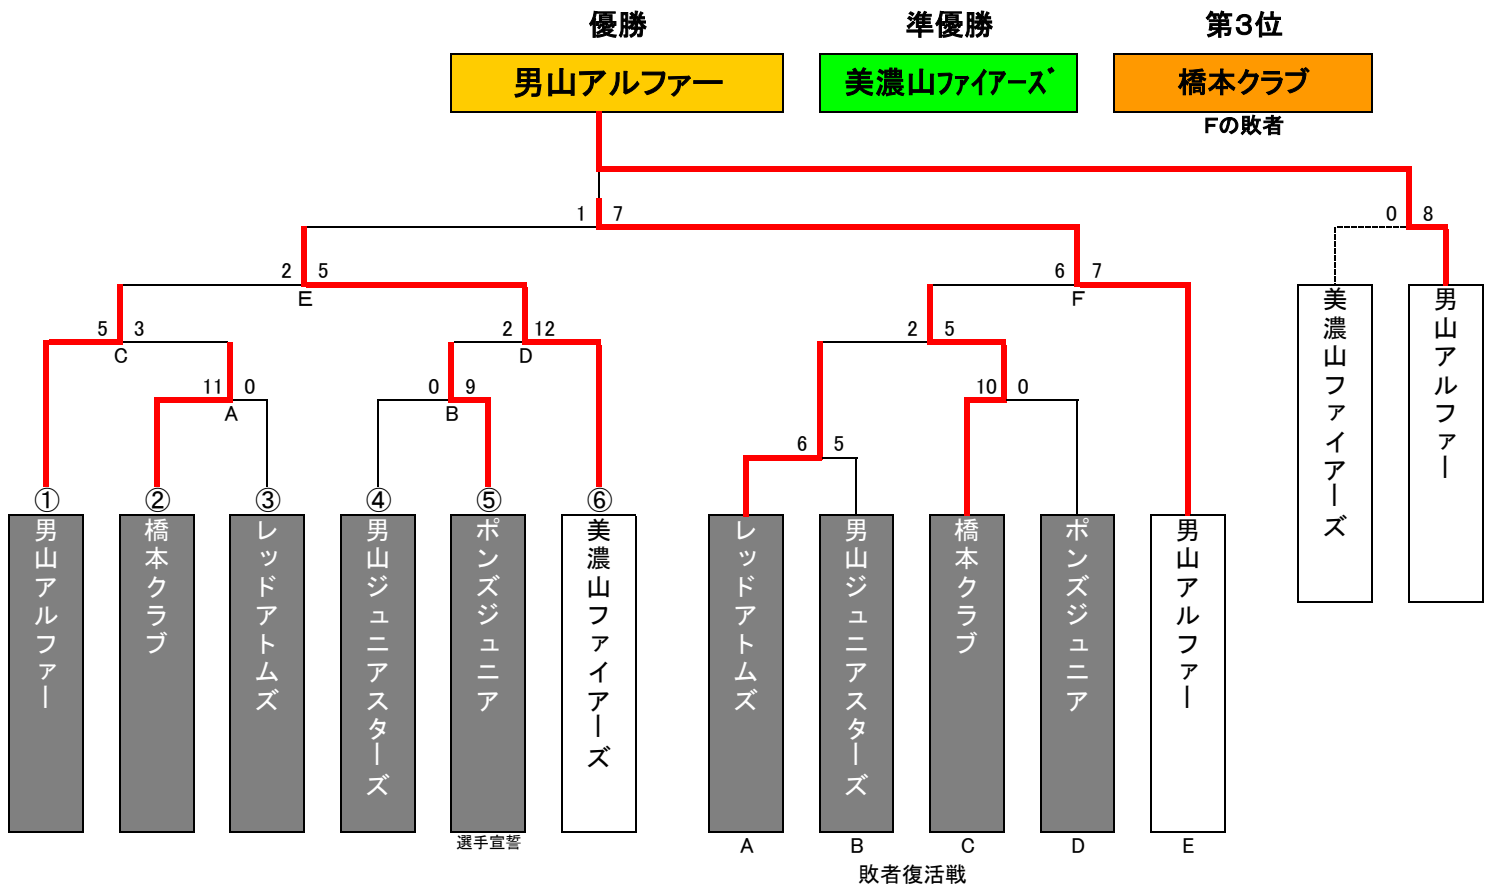 優勝 準優勝 第3位
男山アルファー 美濃山ファイアーズ 橋本クラブ
Fの敗者
1 7 0 8
2 5 6 7
E F
5 3 2 12 2 5
C D
11 0 0 9 10 0
A B
6 5
① ② ③ ④ ⑤ ⑥
男山アルファー
橋本クラブ
レッドアトムズ
男山ジュニアスターズ
ポンズジュニア
美濃山ファイアーズ
レッドアトムズ
男山ジュニアスターズ
橋本クラブ
ポンズジュニア
男山アルファー
美濃山ファイアーズ
男山アルファー
選手宣誓 A B C D E
敗者復活戦